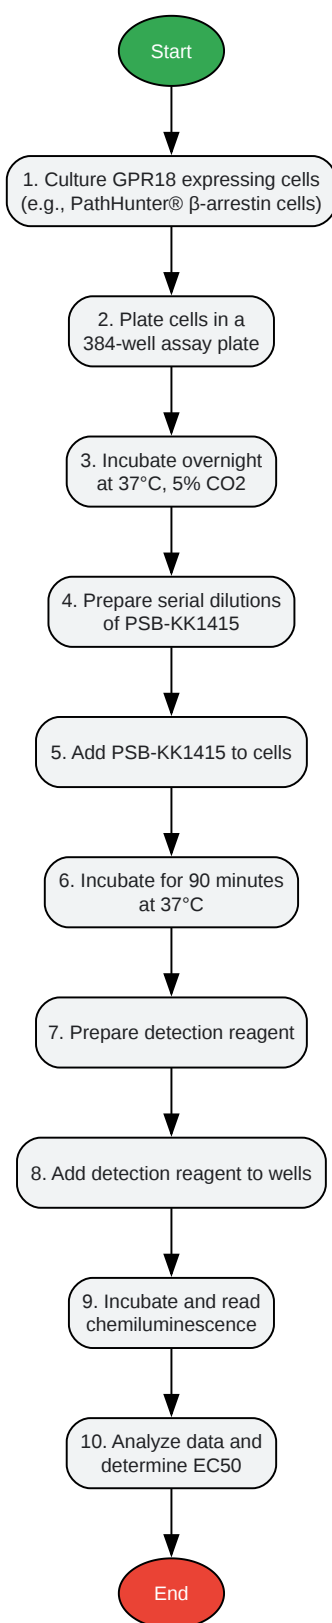 Start
1. Culture GPR18 expressing cells
(e.g., PathHunter® β-arrestin cells)
2. Plate cells in a
384-well assay plate
3. Incubate overnight
at 37°C, 5% CO2
4. Prepare serial dilutions
of PSB-KK1415
5. Add PSB-KK1415 to cells
6. Incubate for 90 minutes
at 37°C
7. Prepare detection reagent
8. Add detection reagent to wells
9. Incubate and read
chemiluminescence
10. Analyze data and
determine EC50
End